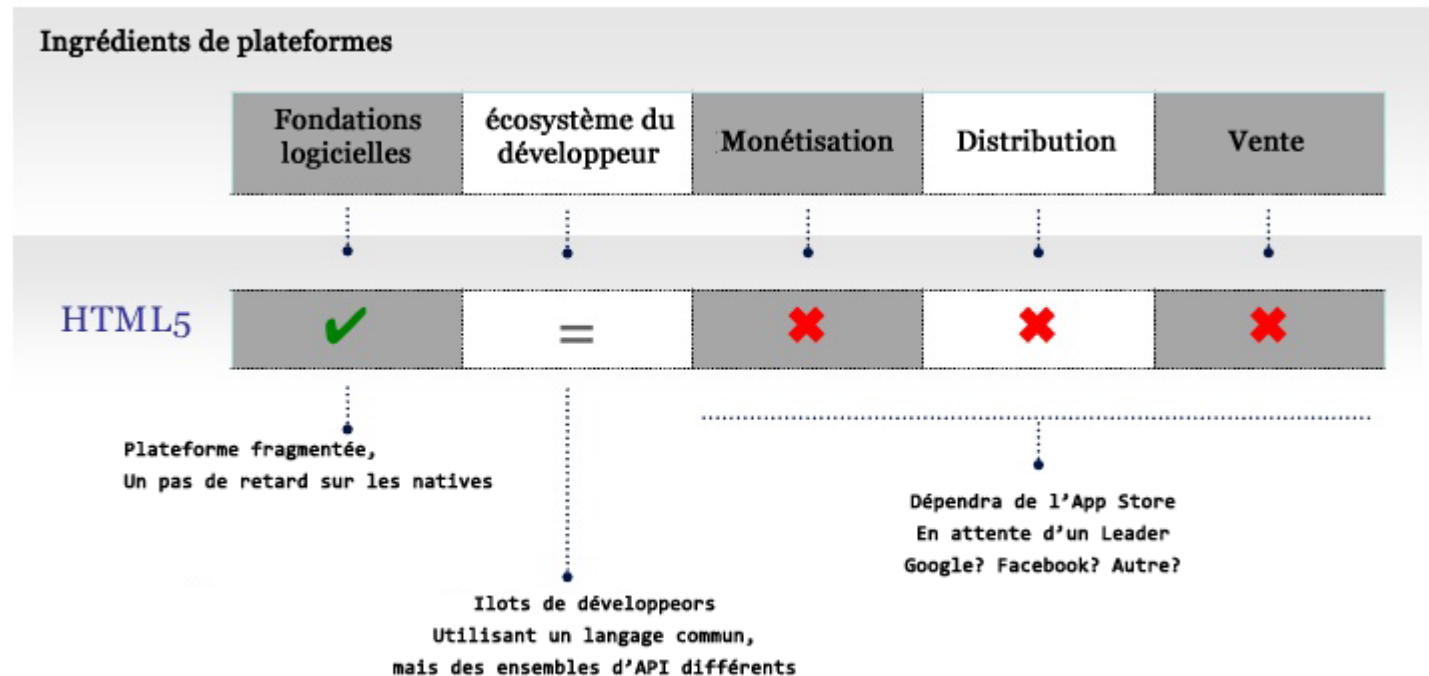 Ingrédients de plateformes
Fondations
logicielles
écosystème du
développeur
Monétisation
Distribution
Vente
HTML5
=
Plateforme fragmentée,
Un pas de retard sur les natives
Dépendra de l’App Store
En attente d’un Leader
Google? Facebook? Autre?
Ilots de développeors
Utilisant un langage commun,
mais des ensembles d’API différents